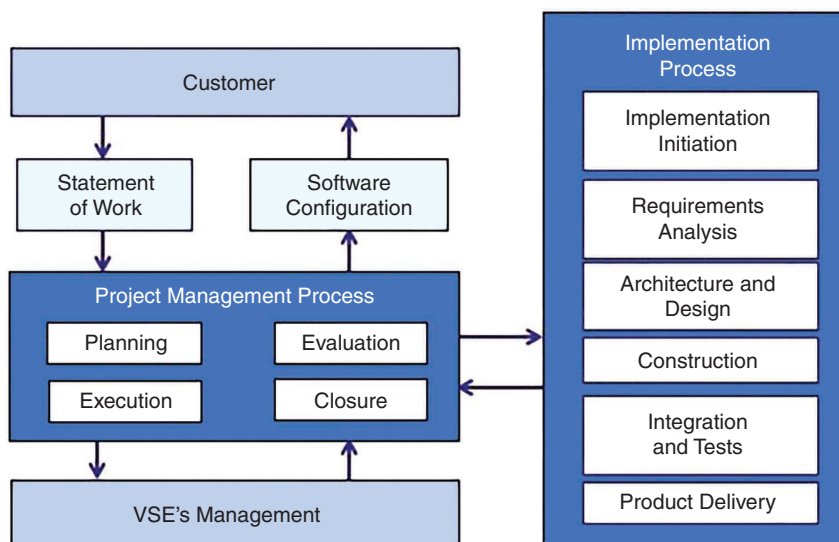 Customer
Statement
of Work
Software
Configuration
Project Management Process
Planning
Evaluation
Execution
Closure
VSE's Management
Implementation
Process
Implementation
Initiation
Requirements
Analysis
Architecture and
Design
Construction
Integration
and Tests
Product Delivery